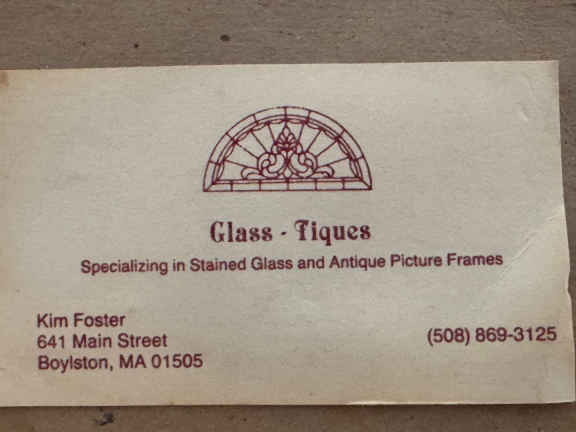 Glass - Tiques
Specializing in Stained Glass and Antique Picture Frames
Kim Foster
641 Main Street
Boylston, MA 01505
(508) 869-3125